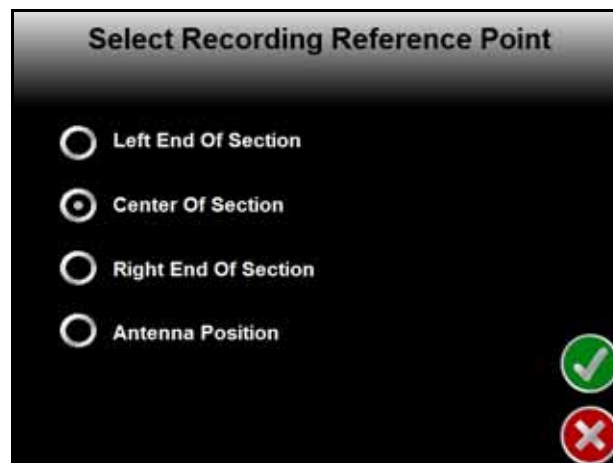 Select Recording Reference Point
Left End Of Section
Center Of Section
Right End Of Section
Antenna Position